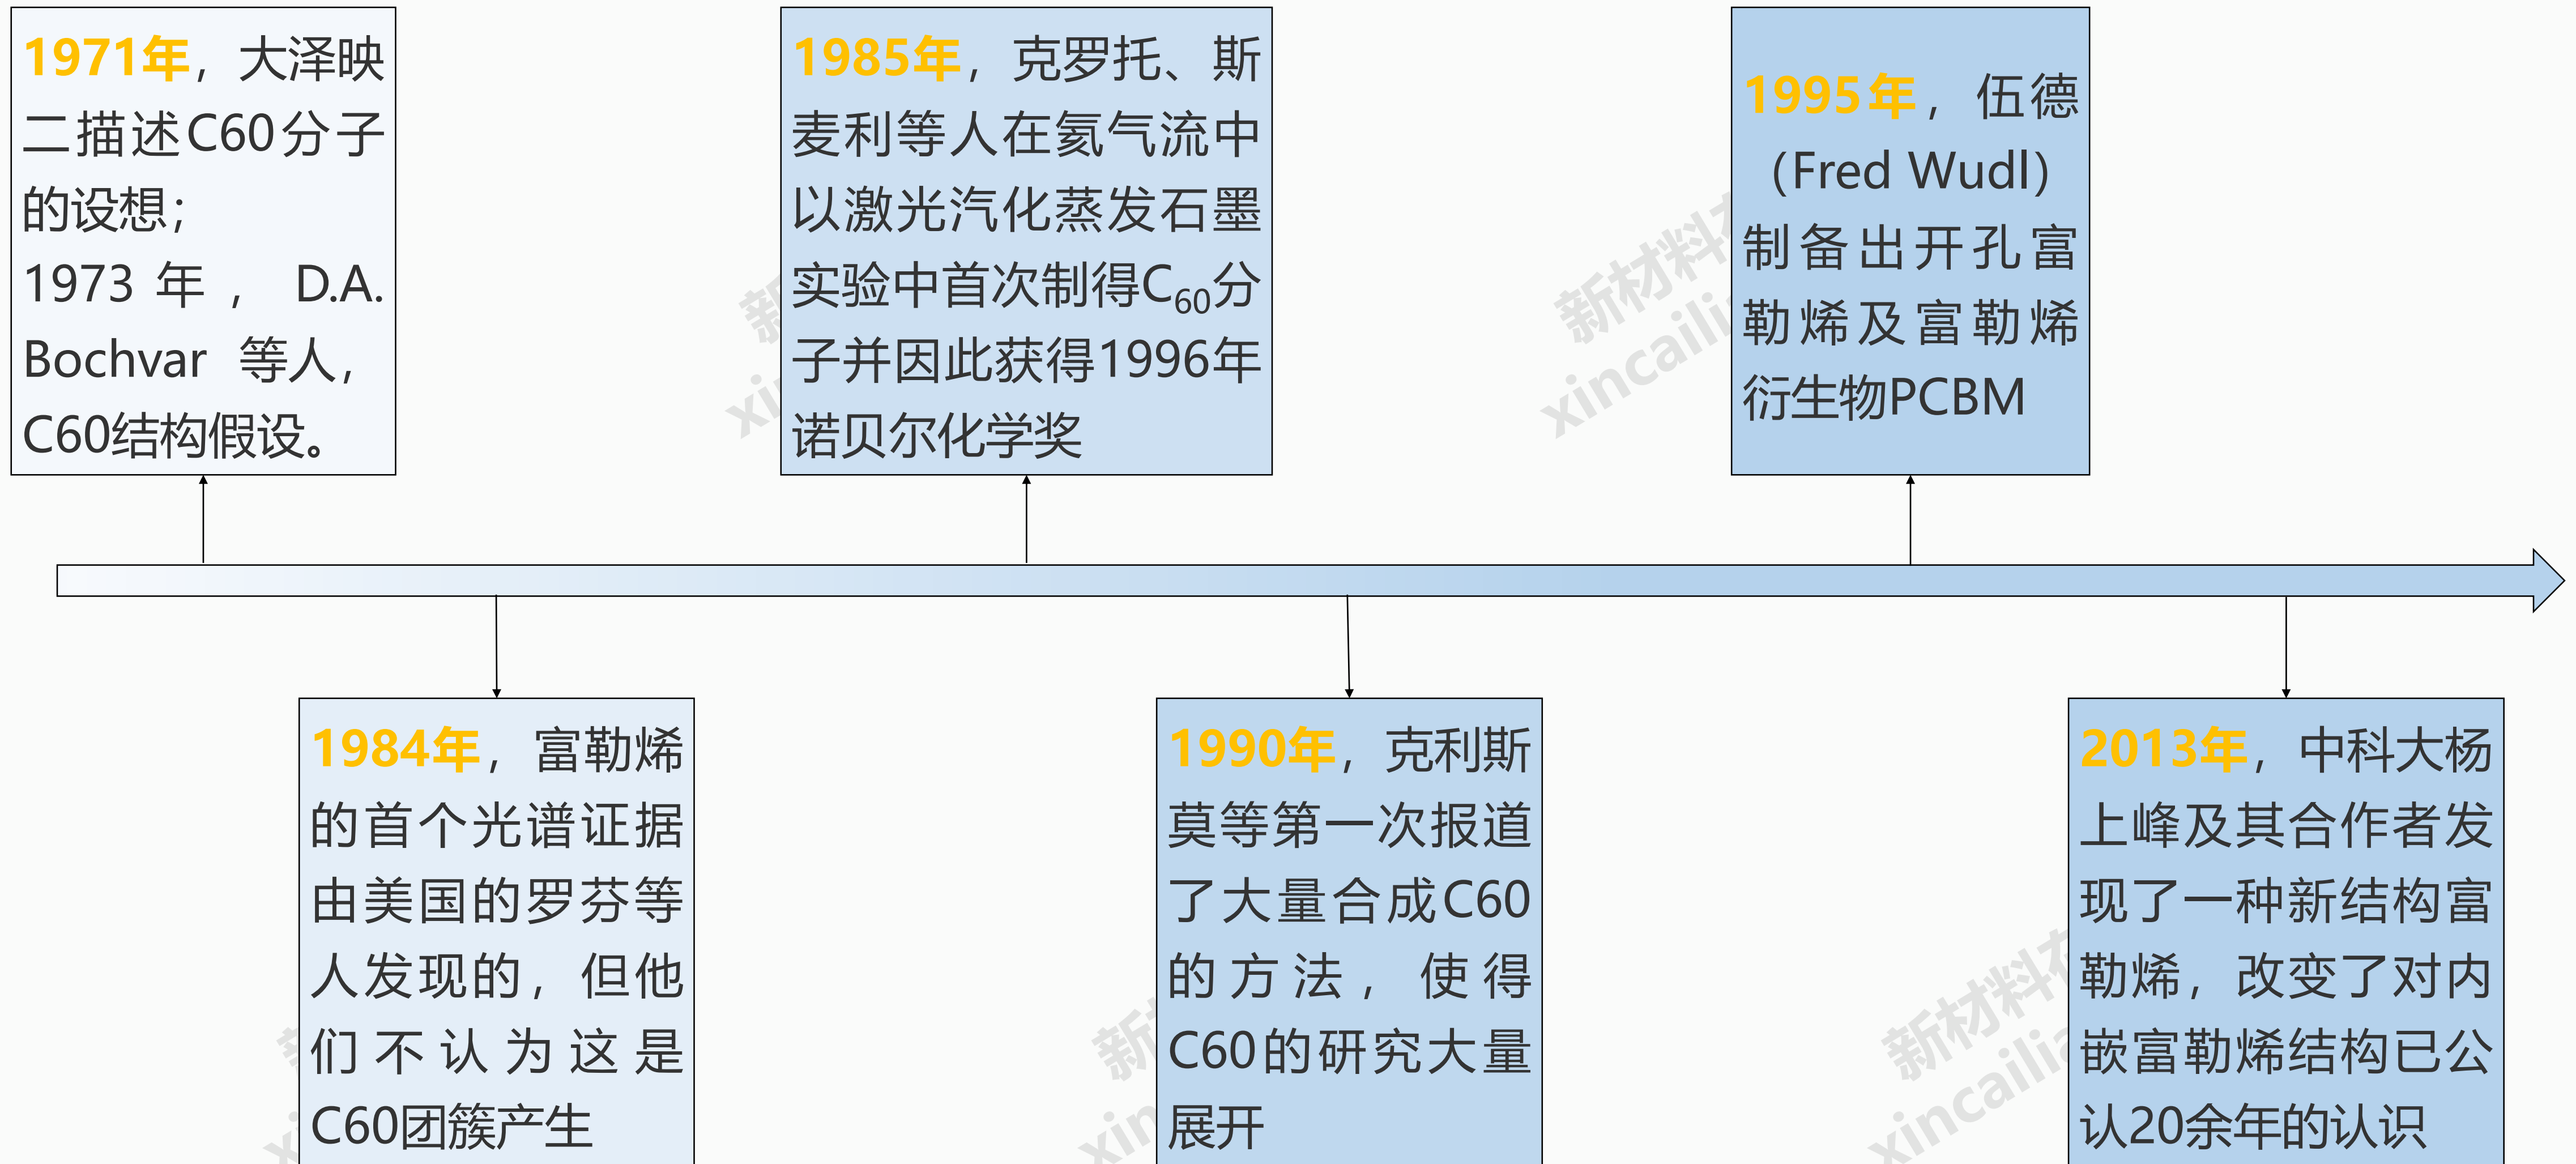 1971年，大泽映
二描述C60分子
的设想；
1973年，D.A.
Bochvar 等人，
C60结构假设。
1985年，克罗托、斯
麦利等人在氦气流中
以激光汽化蒸发石墨
实验中首次制得C60分
子并因此获得1996年
诺贝尔化学奖
1995年，伍德
（Fred Wudl）
制备出开孔富
勒烯及富勒烯
衍生物PCBM
1984年，富勒烯
的首个光谱证据
由美国的罗芬等
人发现的，但他
们不认为这是
C60团簇产生
1990年，克利斯
莫等第一次报道
了大量合成C60
的方法，使得
C60的研究大量
展开
2013年，中科大杨
上峰及其合作者发
现了一种新结构富
勒烯，改变了对内
嵌富勒烯结构已公
认20余年的认识